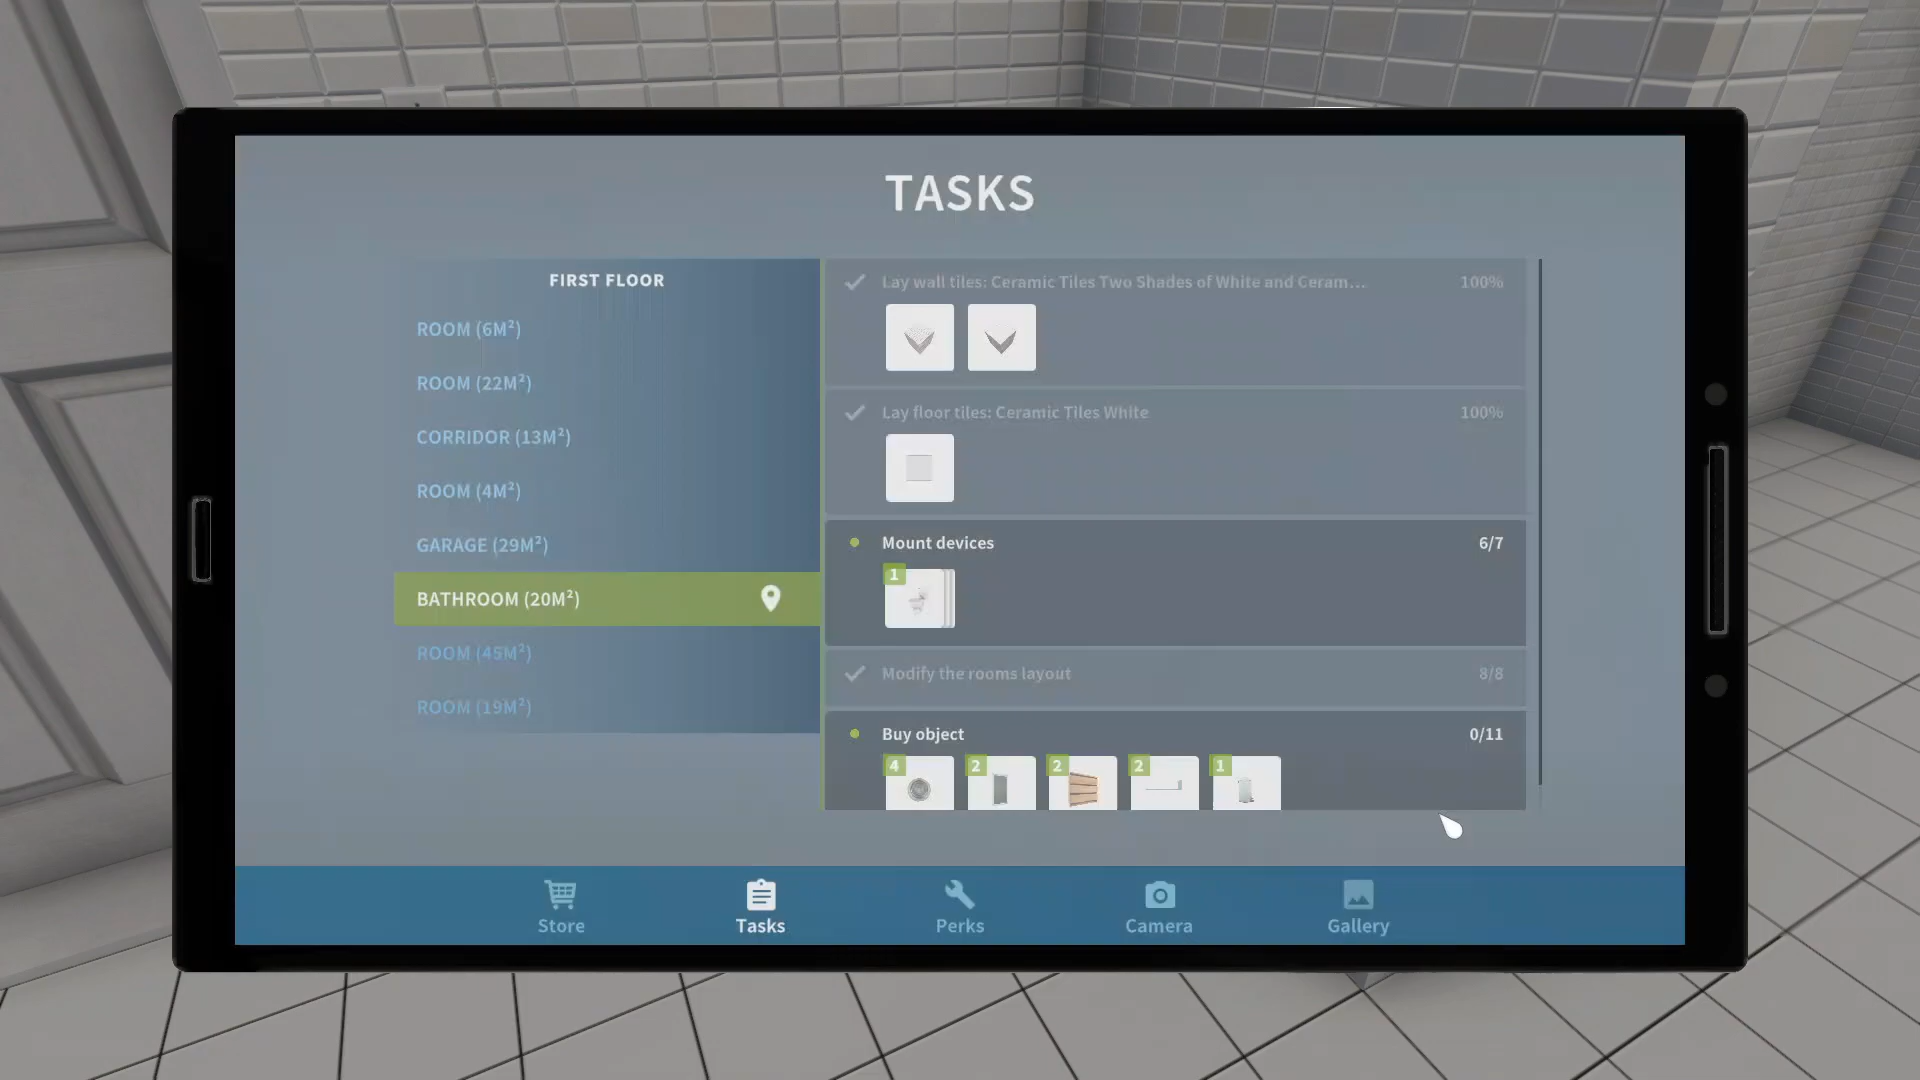 TASKS
FIRST FLOOR
ROOM (6M²)
ROOM (22M²)
CORRIDOR (13M²)
ROOM (4M²)
GARAGE (29M²)
BATHROOM (20M²)
ROOM (45M²)
ROOM (19M²)
Lay wall tiles: Ceramic Tiles Two Shades of White and Ceram... 100%
Lay floor tiles: Ceramic Tiles White 100%
Mount devices 6/7
1
Modify the rooms layout 8/8
Buy object 0/11
4 2 2 2 1
Store Tasks Perks Camera Gallery